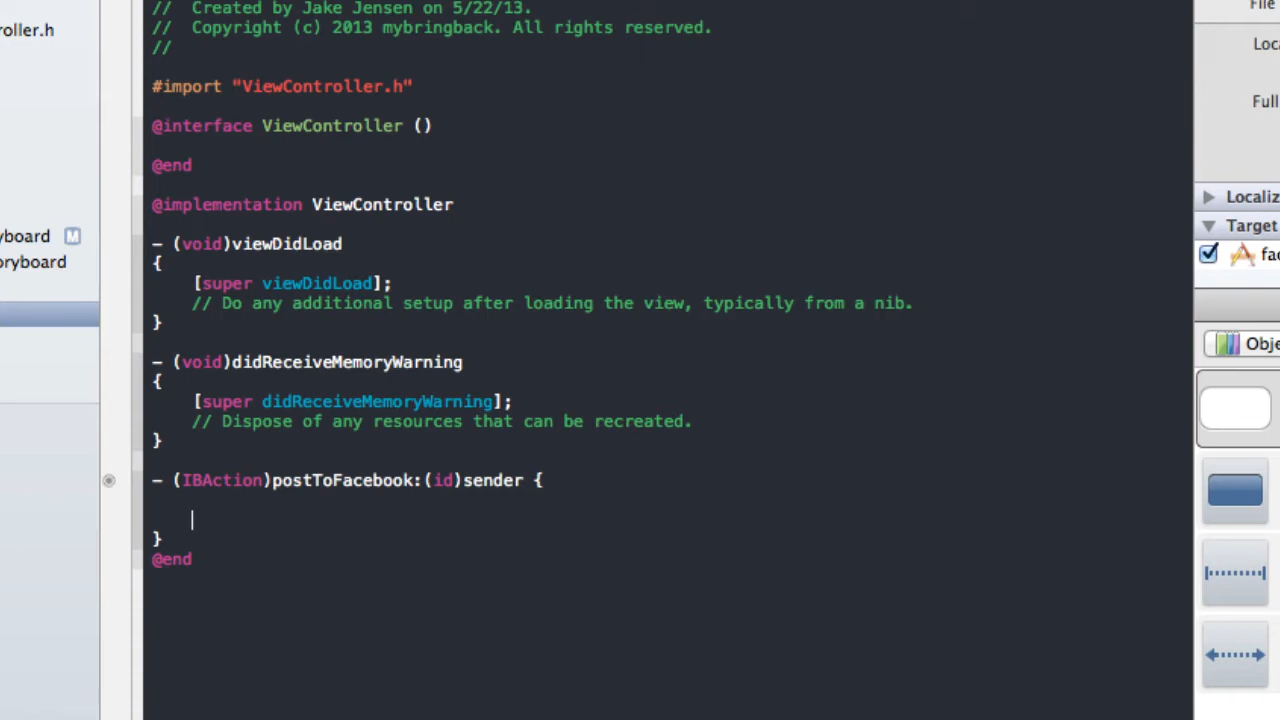 //  Created by Jake Jensen on 5/22/13.
//  Copyright (c) 2013 mybringback. All rights reserved.
//
#import "ViewController.h"
@interface ViewController ()
@end
@implementation ViewController
- (void)viewDidLoad
{
[super viewDidLoad];
// Do any additional setup after loading the view, typically from a nib.
}
- (void)didReceiveMemoryWarning
{
[super didReceiveMemoryWarning];
// Dispose of any resources that can be recreated.
}
- (IBAction)postToFacebook:(id)sender {
}
@end
roller.h
yboard M
oryboard
File
Loca
Full
Localiz
Target
fac
Obje